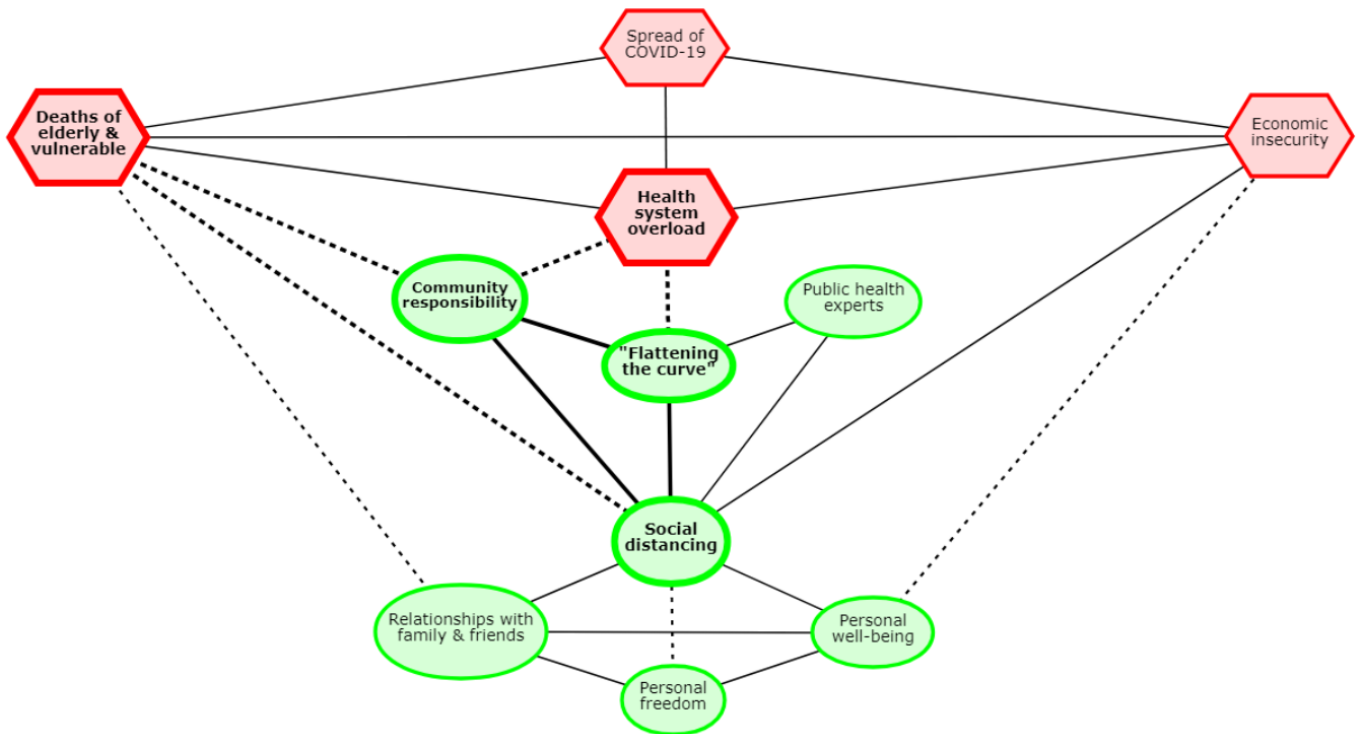 Spread of
COVID-19
Deaths of
elderly &
vulnerable
Economic
insecurity
Health
system
overload
Community
responsibility
Public health
experts
"Flattening
the curve"
Social
distancing
Relationships with
family & friends
Personal
well-being
Personal
freedom